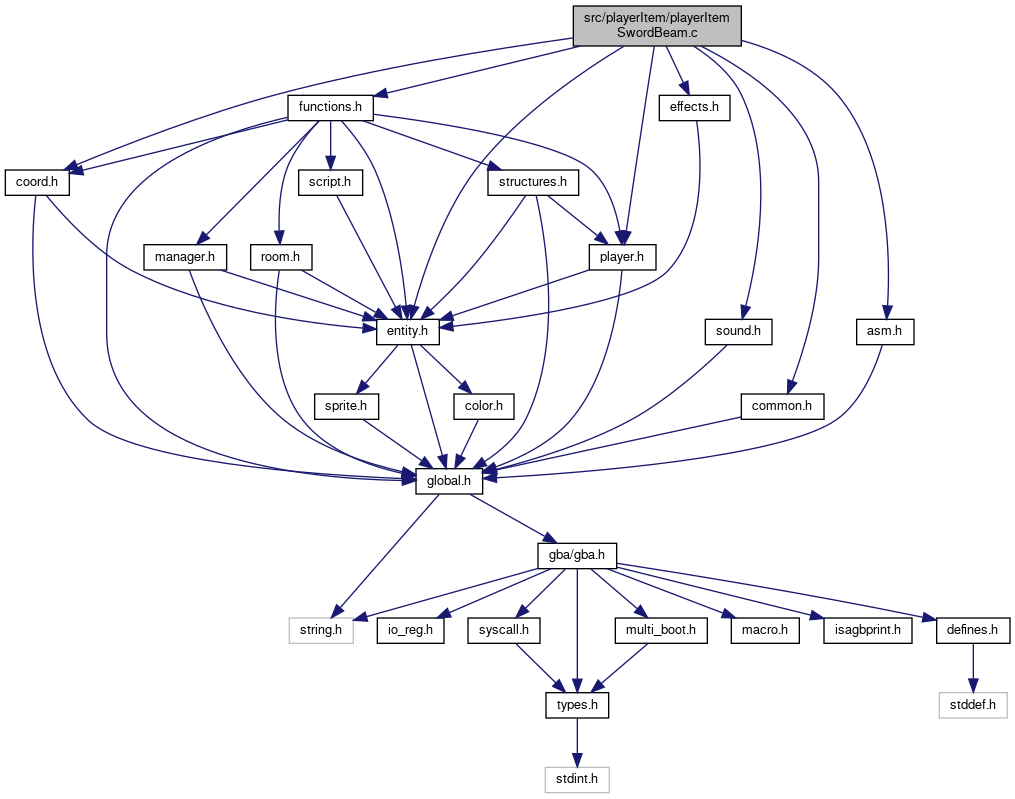 src/playerItem/playerItem
SwordBeam.c
functions.h
effects.h
coord.h
script.h
structures.h
manager.h
room.h
player.h
entity.h
sound.h
asm.h
sprite.h
color.h
common.h
global.h
gba/gba.h
string.h
io_reg.h
syscall.h
multi_boot.h
macro.h
isagbprint.h
defines.h
types.h
stddef.h
stdint.h